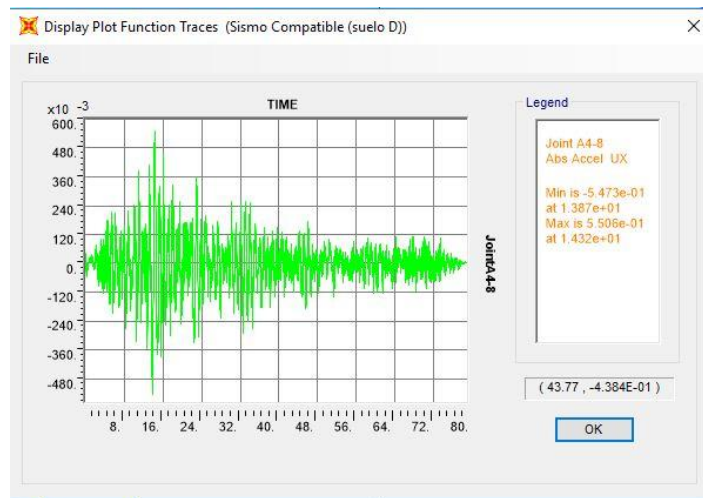 Display Plot Function Traces (Sismo Compatible (suelo D))
File
x10 -3
TIME
600.
480.
360.
240.
120.
0.
-120.
-240.
-360.
-480.
8. 16. 24. 32. 40. 48. 56. 64. 72. 80.
JointA4-8
Legend
Joint A4-8
Abs Accel UX
Min is -5.473e-01
at 1.387e+01
Max is 5.506e-01
at 1.432e+01
( 43.77 , -4.384E-01 )
OK